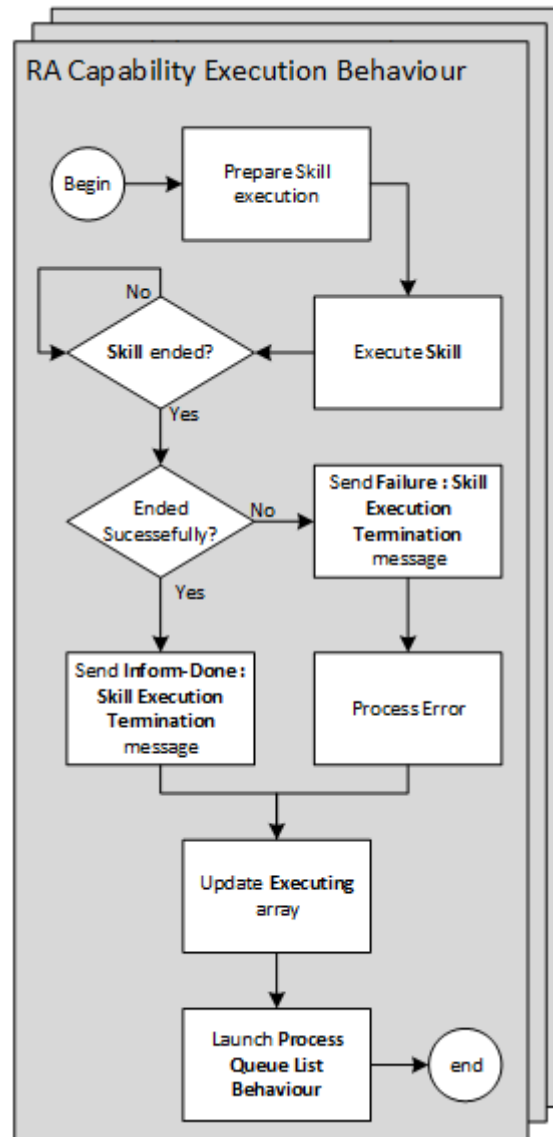 RA Capability Execution Behaviour
Begin
Prepare Skill
execution
No
Skill ended?
Execute Skill
Yes
Ended
Sucessefully?
No
Send Failure : Skill
Execution
Termination
message
Yes
Send Inform-Done :
Skill Execution
Termination
message
Process Error
Update Executing
array
Launch Process
Queue List
Behaviour
end